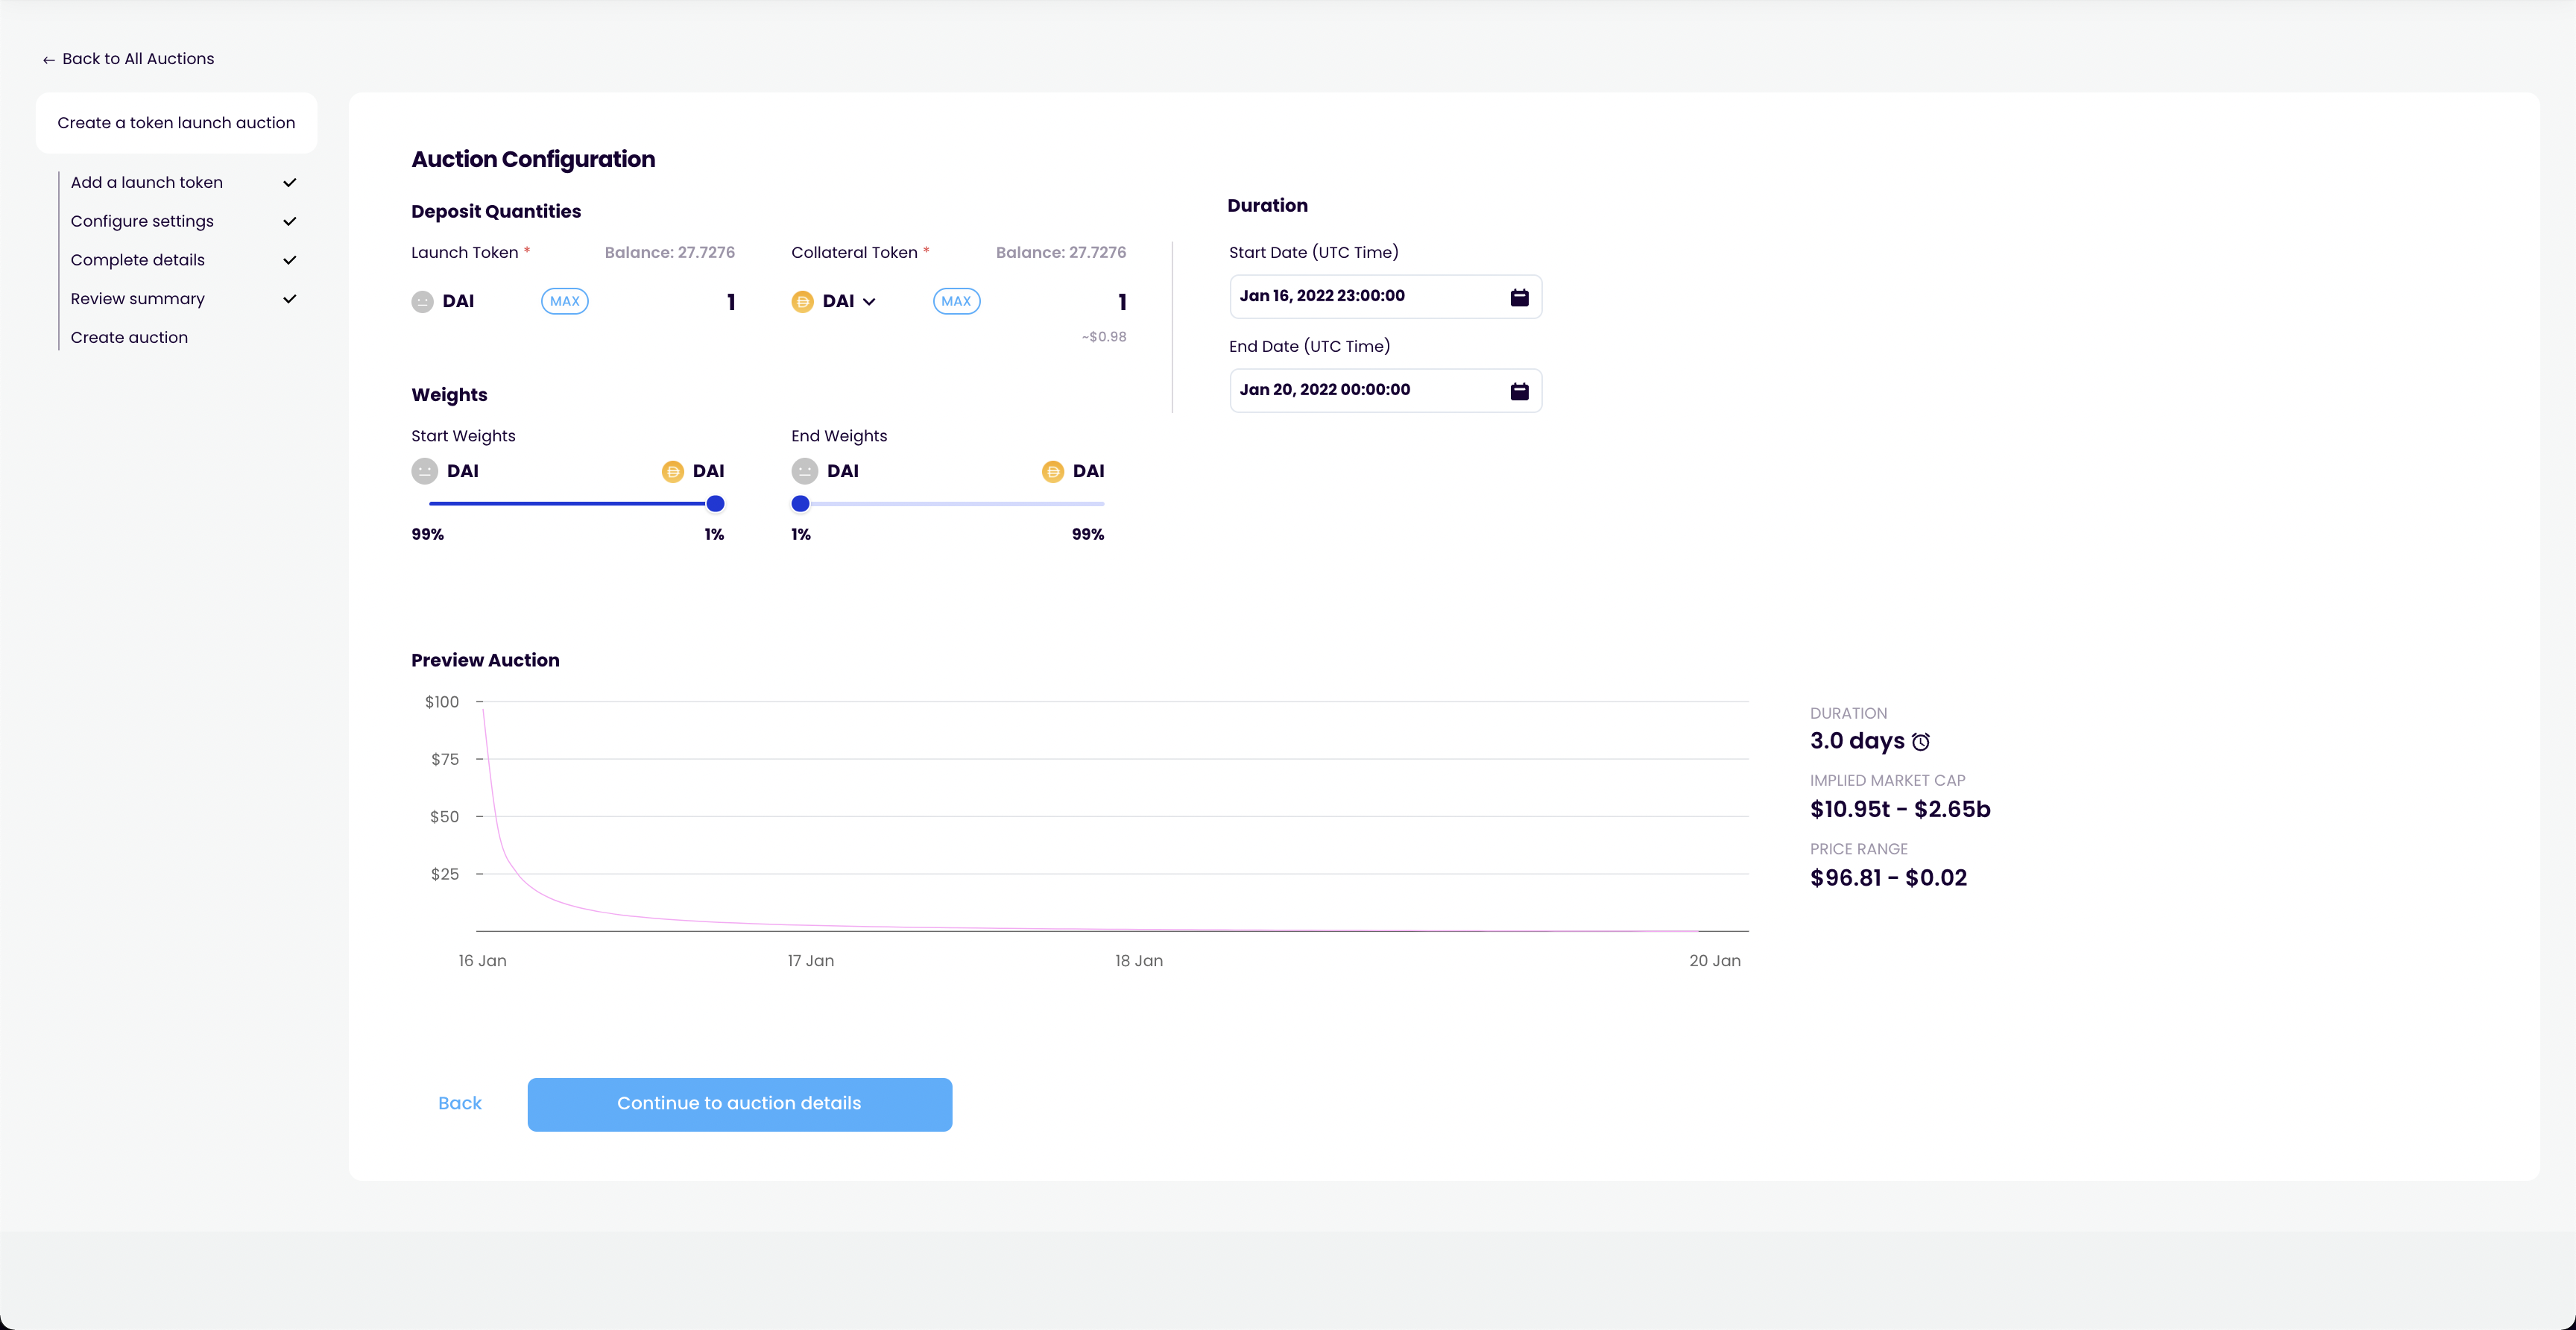 ← Back to All Auctions
Create a token launch auction
Add a launch token
Configure settings
Complete details
Review summary
Create auction
Auction Configuration
Deposit Quantities
Launch Token * Balance: 27.7276
DAI MAX 1
Collateral Token * Balance: 27.7276
DAI MAX 1
~$0.98
Duration
Start Date (UTC Time)
Jan 16, 2022 23:00:00
End Date (UTC Time)
Jan 20, 2022 00:00:00
Weights
Start Weights
DAI DAI
99% 1%
End Weights
DAI DAI
1% 99%
Preview Auction
$100
$75
$50
$25
16 Jan 17 Jan 18 Jan 20 Jan
DURATION
3.0 days
IMPLIED MARKET CAP
$10.95t - $2.65b
PRICE RANGE
$96.81 - $0.02
Back Continue to auction details